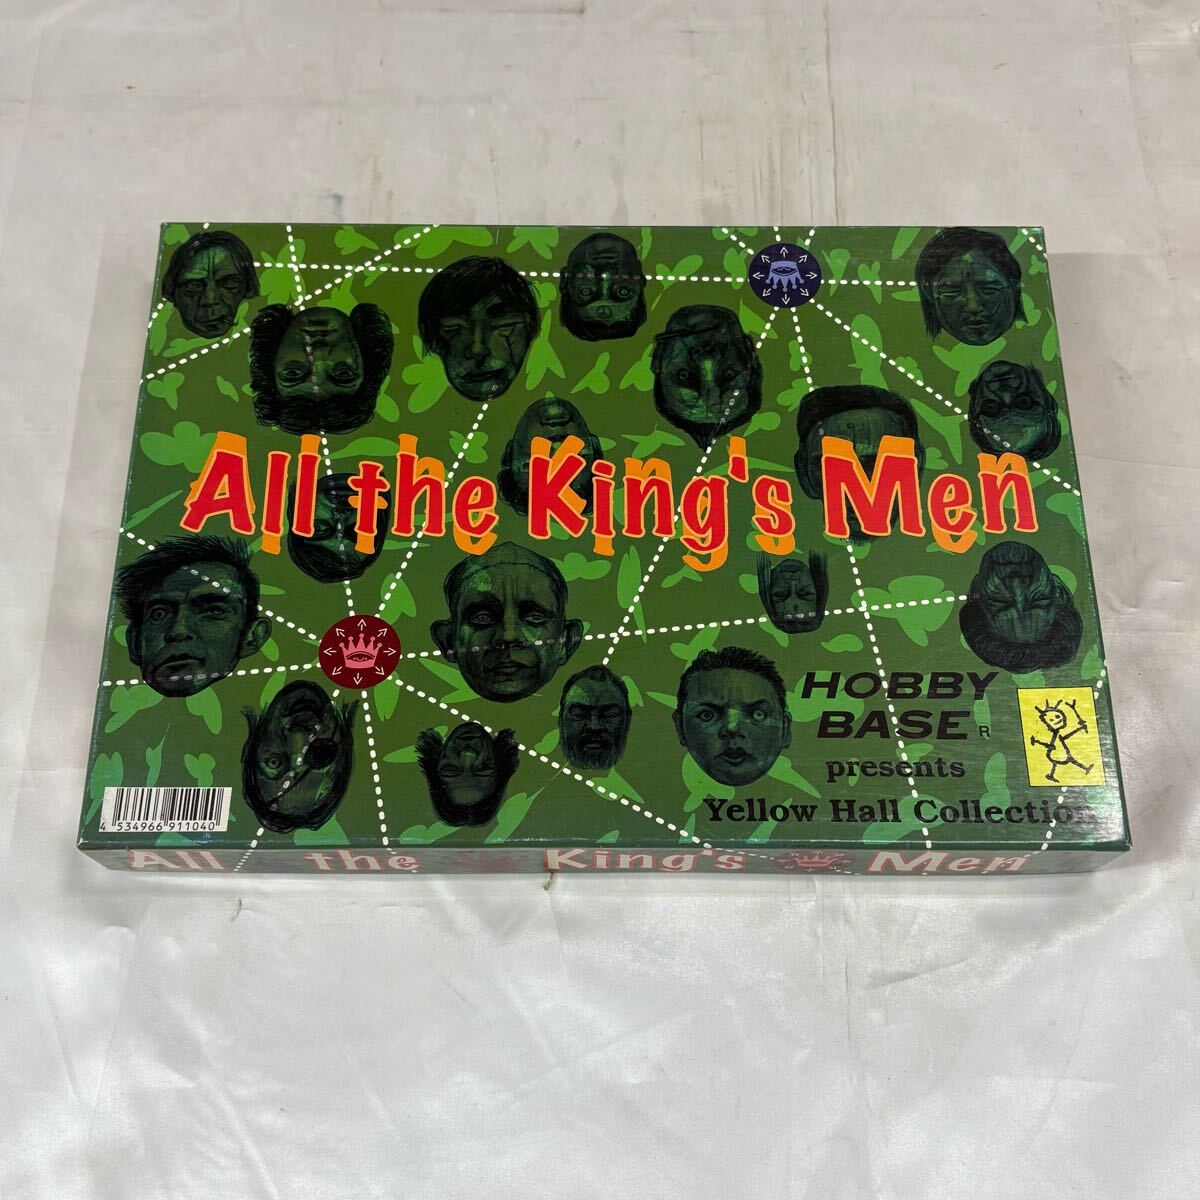 All the King's Men
HOBBY
BASE R
presents
Yellow Hall Collection
4 534966 911040
All the King's Men